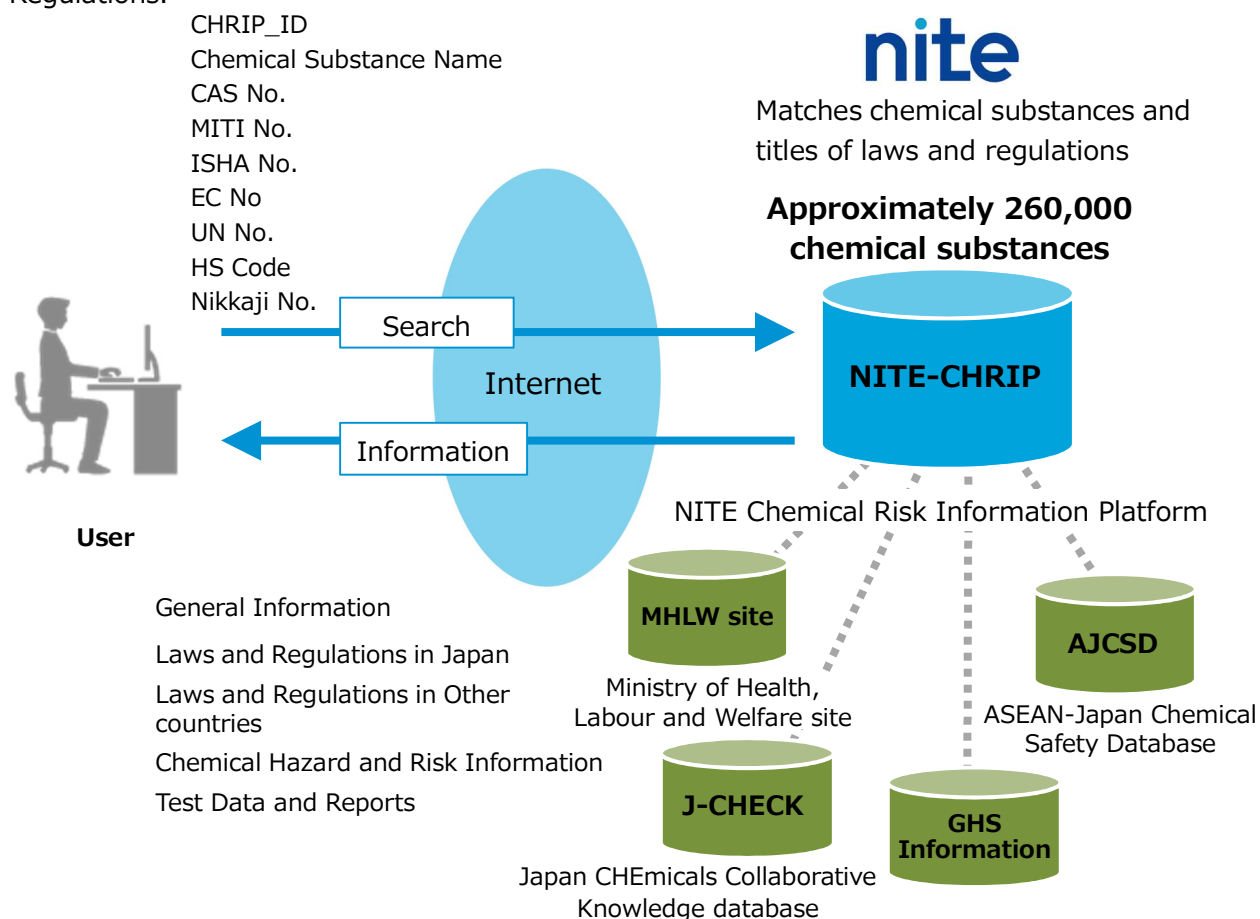 Regulations.
CHRIP_ID
Chemical Substance Name
CAS No.
MITI No.
ISHA No.
EC No
UN No.
HS Code
Nikkaji No.
nite
Matches chemical substances and
titles of laws and regulations
Approximately 260,000
chemical substances
Search
Internet
NITE-CHRIP
Information
User
NITE Chemical Risk Information Platform
General Information
Laws and Regulations in Japan
Laws and Regulations in Other
countries
Chemical Hazard and Risk Information
Test Data and Reports
MHLW site
Ministry of Health,
Labour and Welfare site
AJCSD
ASEAN-Japan Chemical
Safety Database
J-CHECK
Japan CHEmicals Collaborative
Knowledge database
GHS
Information